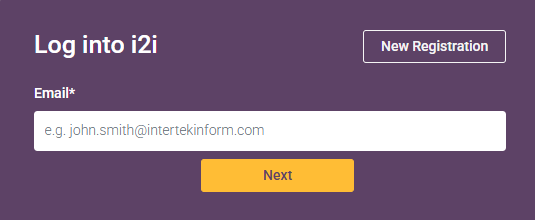 Log into i2i
New Registration
Email*
e.g. john.smith@intertekinform.com
Next